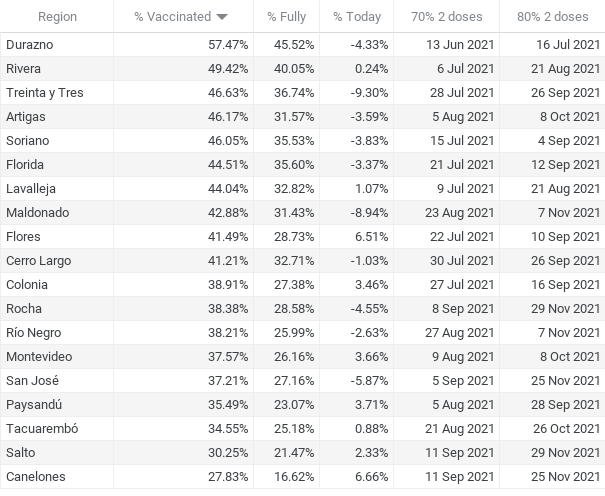 Region % Vaccinated % Fully % Today 70% 2 doses 80% 2 doses
Durazno 57.47% 45.52% -4.33% 13 Jun 2021 16 Jul 2021
Rivera 49.42% 40.05% 0.24% 6 Jul 2021 21 Aug 2021
Treinta y Tres 46.63% 36.74% -9.30% 28 Jul 2021 26 Sep 2021
Artigas 46.17% 31.57% -3.59% 5 Aug 2021 8 Oct 2021
Soriano 46.05% 35.53% -3.83% 15 Jul 2021 4 Sep 2021
Florida 44.51% 35.60% -3.37% 21 Jul 2021 12 Sep 2021
Lavalleja 44.04% 32.82% 1.07% 9 Jul 2021 21 Aug 2021
Maldonado 42.88% 31.43% -8.94% 23 Aug 2021 7 Nov 2021
Flores 41.49% 28.73% 6.51% 22 Jul 2021 10 Sep 2021
Cerro Largo 41.21% 32.71% -1.03% 30 Jul 2021 26 Sep 2021
Colonia 38.91% 27.38% 3.46% 27 Jul 2021 16 Sep 2021
Rocha 38.38% 28.58% -4.55% 8 Sep 2021 29 Nov 2021
Río Negro 38.21% 25.99% -2.63% 27 Aug 2021 7 Nov 2021
Montevideo 37.57% 26.16% 3.66% 9 Aug 2021 8 Oct 2021
San José 37.21% 27.16% -5.87% 5 Sep 2021 25 Nov 2021
Paysandú 35.49% 23.07% 3.71% 5 Aug 2021 28 Sep 2021
Tacuarembó 34.55% 25.18% 0.88% 21 Aug 2021 26 Oct 2021
Salto 30.25% 21.47% 2.33% 11 Sep 2021 29 Nov 2021
Canelones 27.83% 16.62% 6.66% 11 Sep 2021 25 Nov 2021